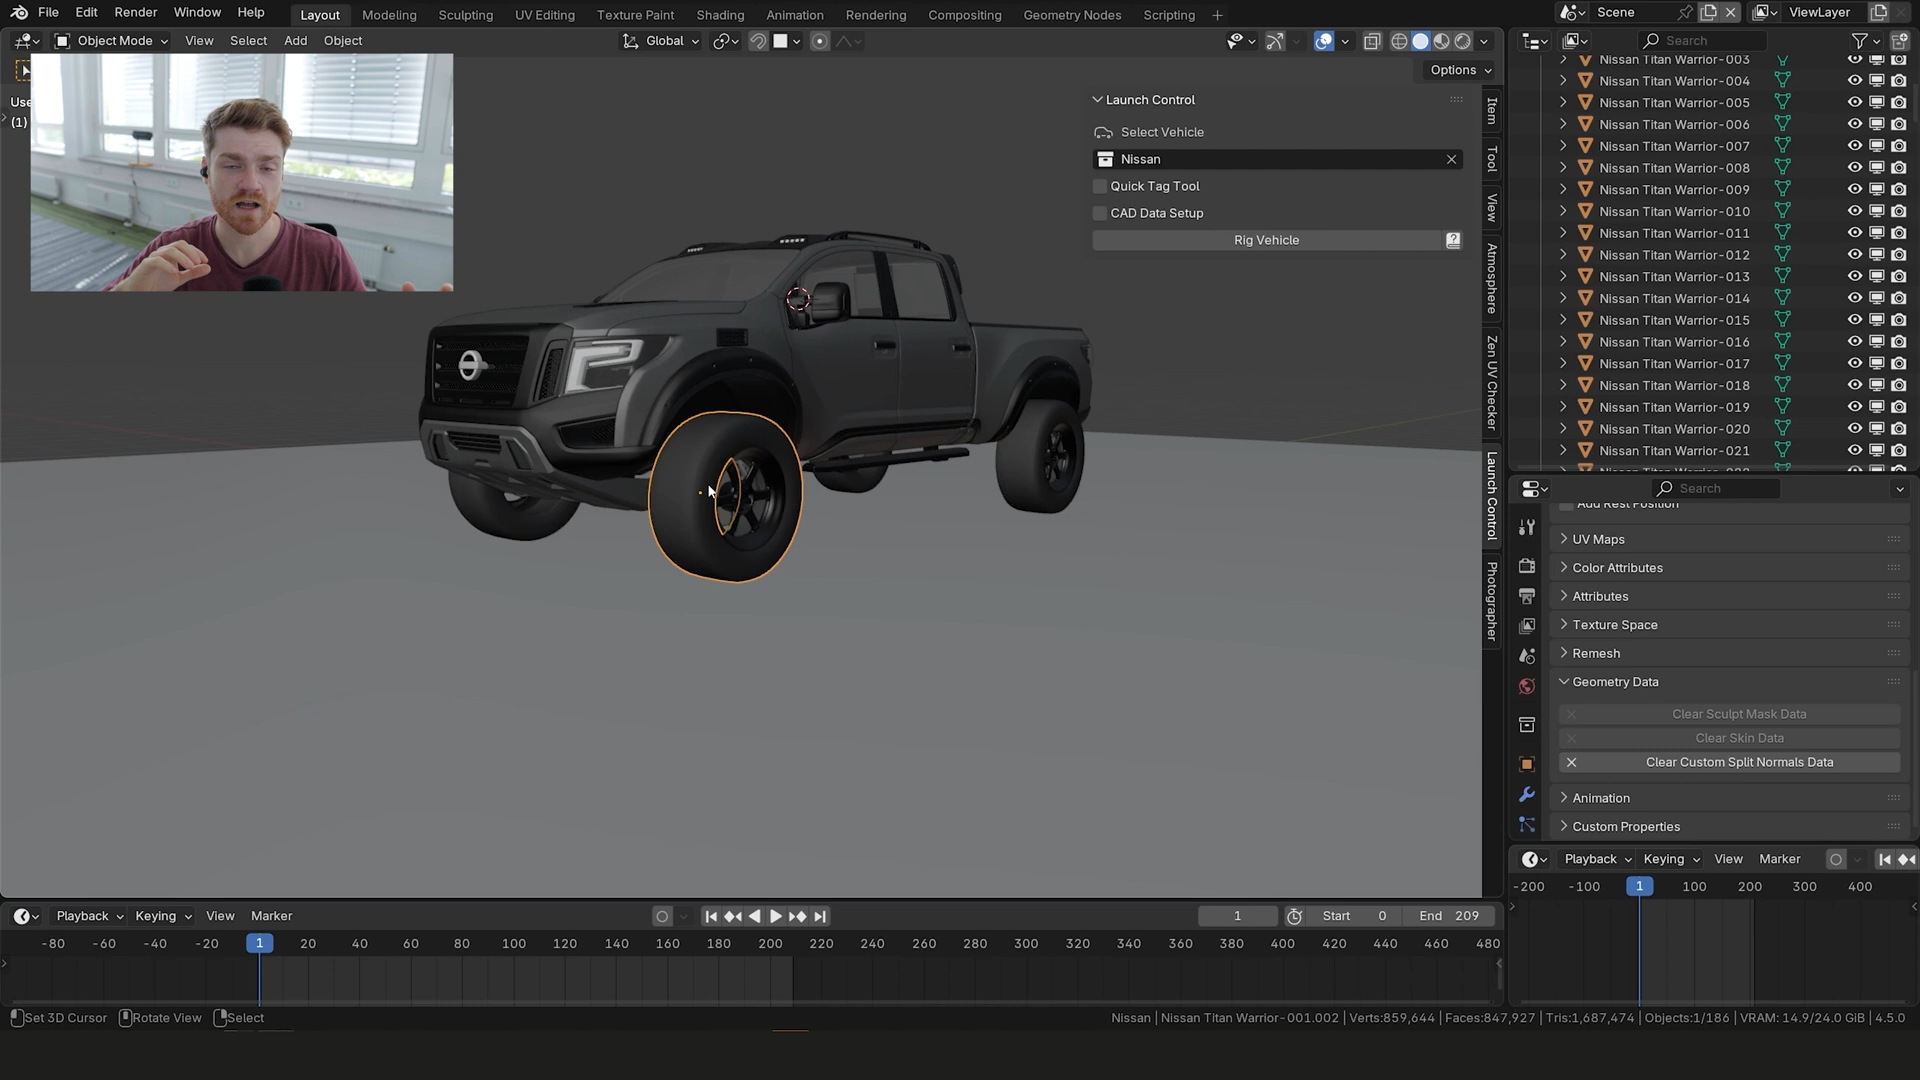 File Edit Render Window Help Layout Modeling Sculpting UV Editing Texture Paint Shading Animation Rendering Compositing Geometry Nodes Scripting + Scene ViewLayer
Object Mode View Select Add Object Global Search
Options
Use
(1)
Launch Control
Select Vehicle
Nissan
Quick Tag Tool
CAD Data Setup
Rig Vehicle
Item
Tool
View
Atmosphere
Zen UV Checker
Launch Control
Photographer
Nissan Titan Warrior-003
Nissan Titan Warrior-004
Nissan Titan Warrior-005
Nissan Titan Warrior-006
Nissan Titan Warrior-007
Nissan Titan Warrior-008
Nissan Titan Warrior-009
Nissan Titan Warrior-010
Nissan Titan Warrior-011
Nissan Titan Warrior-012
Nissan Titan Warrior-013
Nissan Titan Warrior-014
Nissan Titan Warrior-015
Nissan Titan Warrior-016
Nissan Titan Warrior-017
Nissan Titan Warrior-018
Nissan Titan Warrior-019
Nissan Titan Warrior-020
Nissan Titan Warrior-021
Search
Add Rest Position
UV Maps
Color Attributes
Attributes
Texture Space
Remesh
Geometry Data
Clear Sculpt Mask Data
Clear Skin Data
Clear Custom Split Normals Data
Animation
Custom Properties
Playback Keying View Marker
-200 -100 1 100 200 300 400
Playback Keying View Marker 1 Start 0 End 209
-80 -60 -40 -20 1 20 40 60 80 100 120 140 160 180 200 220 240 260 280 300 320 340 360 380 400 420 440 460 480
Set 3D Cursor Rotate View Select
Nissan | Nissan Titan Warrior-001.002 | Verts:859,644 | Faces:847,927 | Tris:1,687,474 | Objects:1/186 | VRAM: 14.9/24.0 GiB | 4.5.0